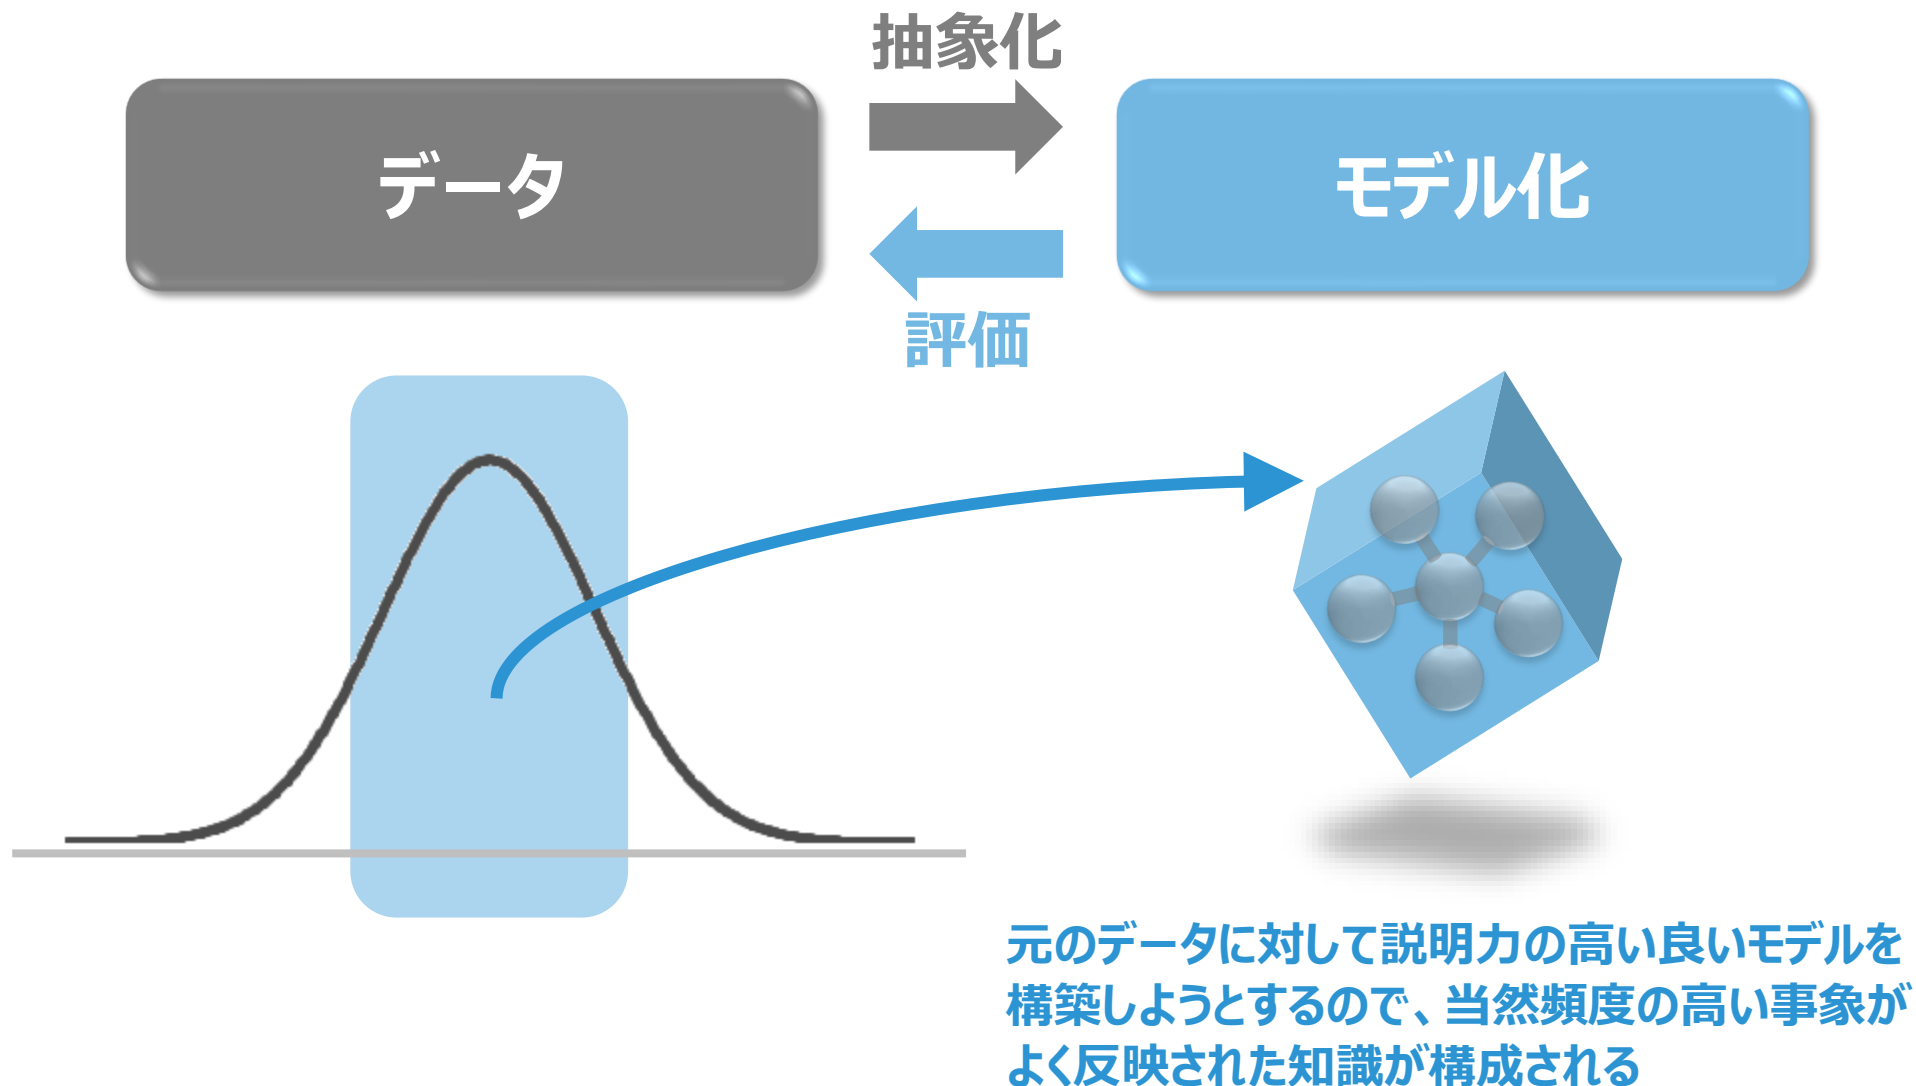 抽象化
データ
モデル化
評価
元のデータに対して説明力の高い良いモデルを
構築しようとするので、当然頻度の高い事象が
よく反映された知識が構成される